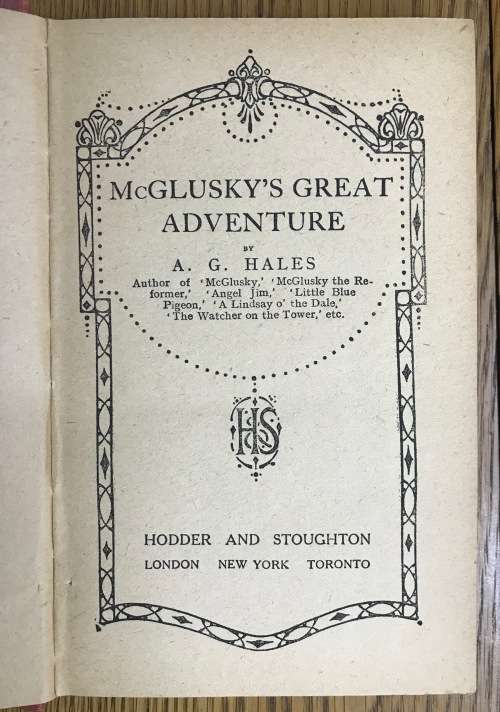 McGLUSKY'S GREAT
ADVENTURE
BY
A. G. HALES
Author of 'McGlusky,' 'McGlusky the Re-
former,' 'Angel Jim,' 'Little Blue
Pigeon,' 'A Lindsay o' the Dale,'
'The Watcher on the Tower,' etc.
HS
HODDER AND STOUGHTON
LONDON NEW YORK TORONTO